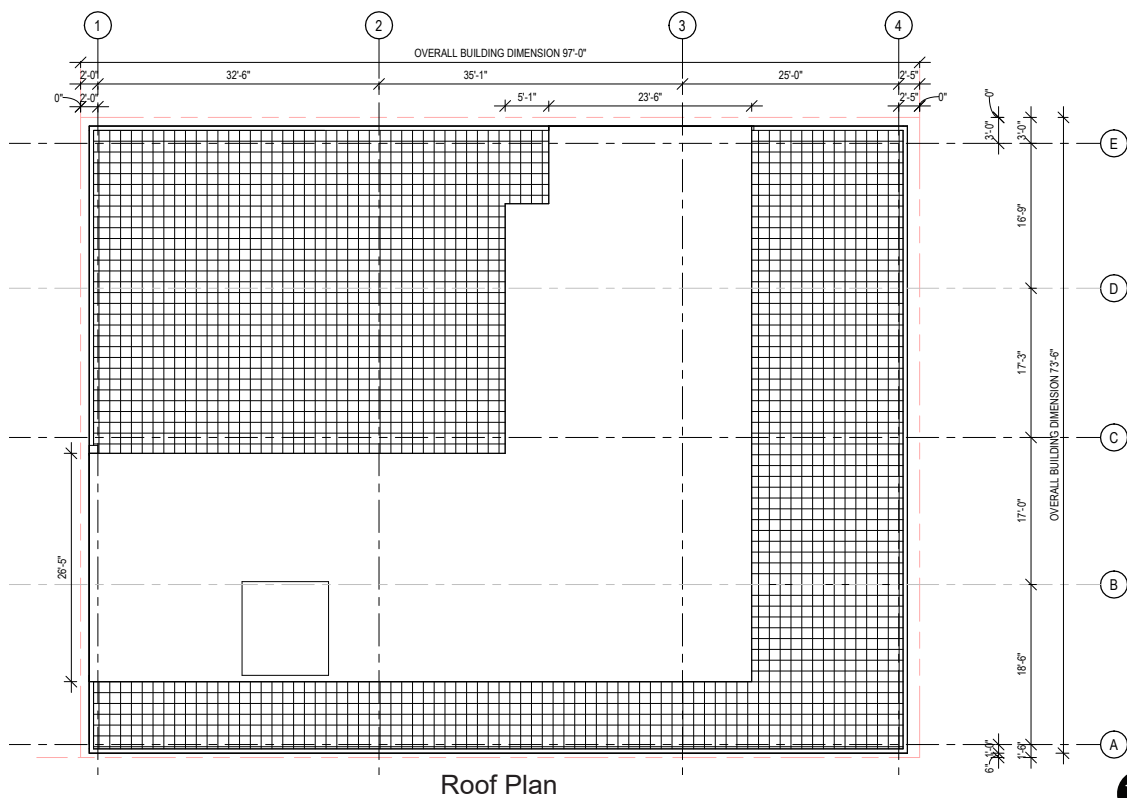 1 2 3 4
OVERALL BUILDING DIMENSION 97'-0"
2'-0" 32'-6" 35'-1" 25'-0" 2'-5"
0" 2'-0" 5'-1" 23'-6" 2'-5" 0"
0"
3'-0" 3'-0"
E
16'-9"
D
17'-3"
OVERALL BUILDING DIMENSION 73'-6"
C
17'-0"
26'-5"
B
18'-6"
A
6" 1'-0" 1'-6"
Roof Plan